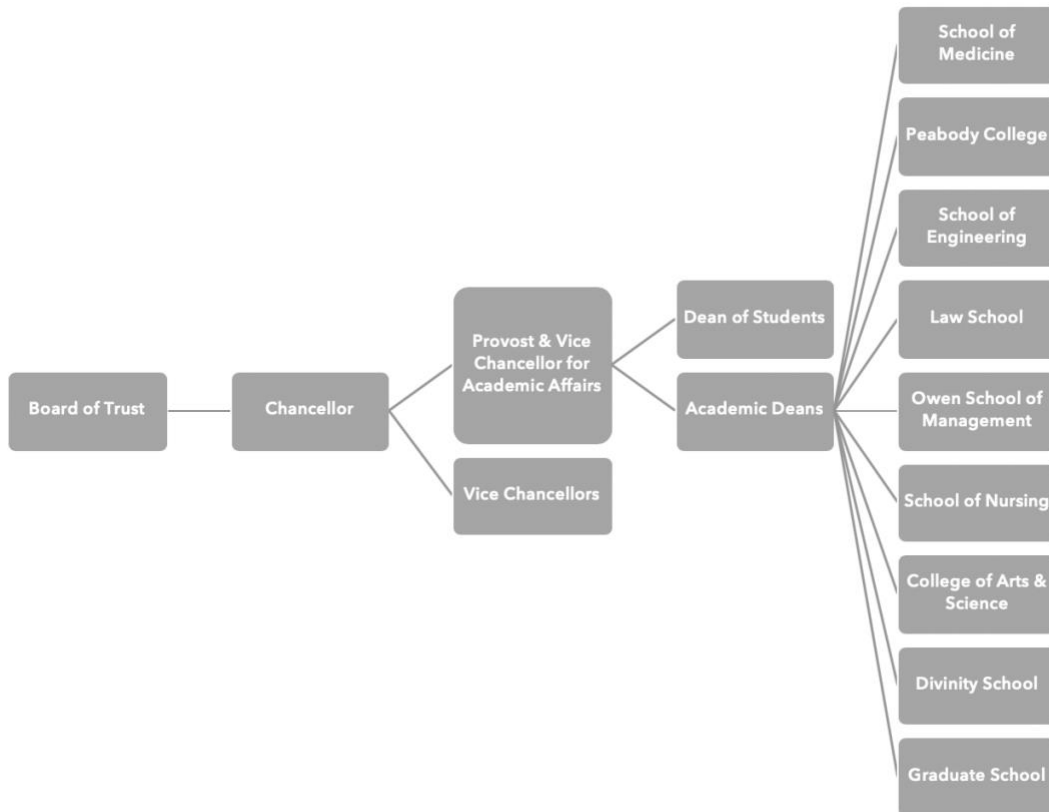 Board of Trust
Chancellor
Provost & Vice
Chancellor for
Academic Affairs
Vice Chancellors
Dean of Students
Academic Deans
School of
Medicine
Peabody College
School of
Engineering
Law School
Owen School of
Management
School of Nursing
College of Arts &
Science
Divinity School
Graduate School